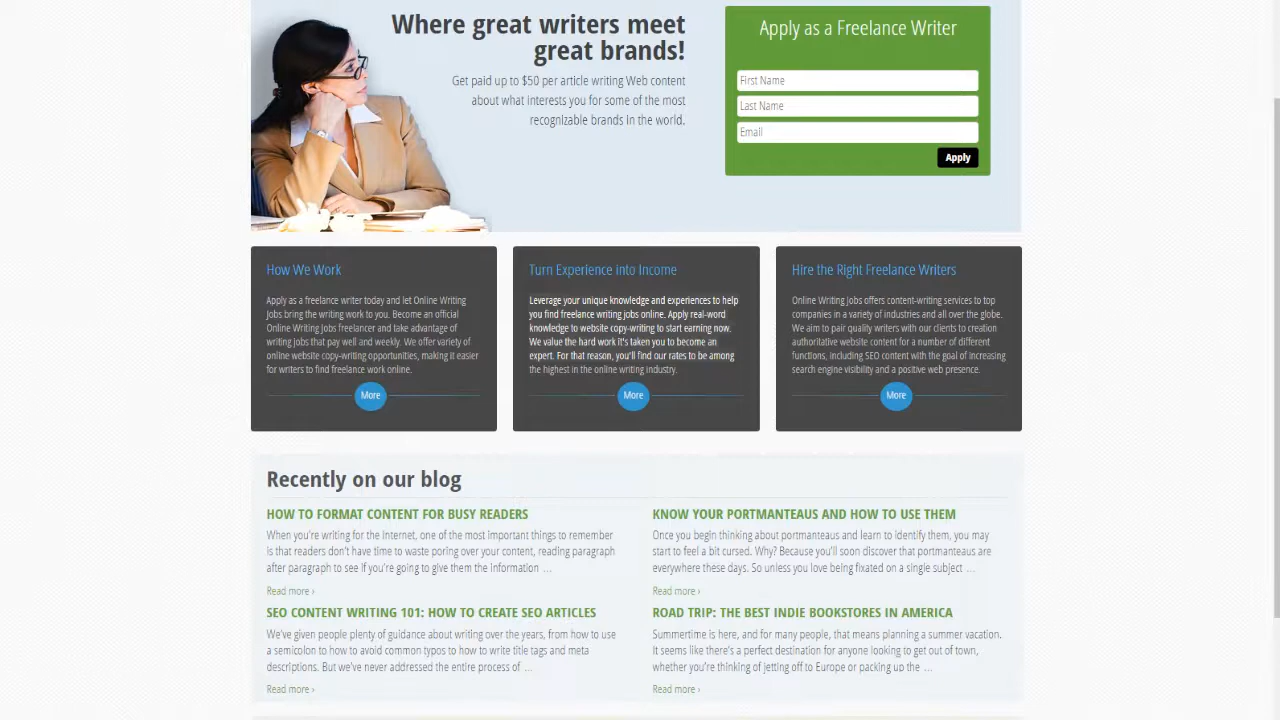 Where great writers meet
great brands!
Get paid up to $50 per article writing Web content
about what interests you for some of the most
recognizable brands in the world.
Apply as a Freelance Writer
First Name
Last Name
Email
Apply
How We Work
Apply as a freelance writer today and let Online Writing
Jobs bring the writing work to you. Become an official
Online Writing Jobs freelancer and take advantage of
writing jobs that pay well and weekly. We offer variety of
online website copy-writing opportunities, making it easier
for writers to find freelance work online.
More
Turn Experience into Income
Leverage your unique knowledge and experiences to help
you find freelance writing jobs online. Apply real-word
knowledge to website copy-writing to start earning now.
We value the hard work it's taken you to become an
expert. For that reason, you'll find our rates to be among
the highest in the online writing industry.
More
Hire the Right Freelance Writers
Online Writing Jobs offers content-writing services to top
companies in a variety of industries and all over the globe.
We aim to pair quality writers with our clients to creation
authoritative website content for a number of different
functions, including SEO content with the goal of increasing
search engine visibility and a positive web presence.
More
Recently on our blog
HOW TO FORMAT CONTENT FOR BUSY READERS
When you're writing for the Internet, one of the most important things to remember
is that readers don't have time to waste poring over your content, reading paragraph
after paragraph to see if you're going to give them the information ...
Read more ›
KNOW YOUR PORTMANTEAUS AND HOW TO USE THEM
Once you begin thinking about portmanteaus and learn to identify them, you may
start to feel a bit cursed. Why? Because you'll soon discover that portmanteaus are
everywhere these days. So unless you love being fixated on a single subject ...
Read more ›
SEO CONTENT WRITING 101: HOW TO CREATE SEO ARTICLES
We've given people plenty of guidance about writing over the years, from how to use
a semicolon to how to avoid common typos to how to write title tags and meta
descriptions. But we've never addressed the entire process of ...
Read more ›
ROAD TRIP: THE BEST INDIE BOOKSTORES IN AMERICA
Summertime is here, and for many people, that means planning a summer vacation.
It seems like there's a perfect destination for anyone looking to get out of town,
whether you're thinking of jetting off to Europe or packing up the ...
Read more ›